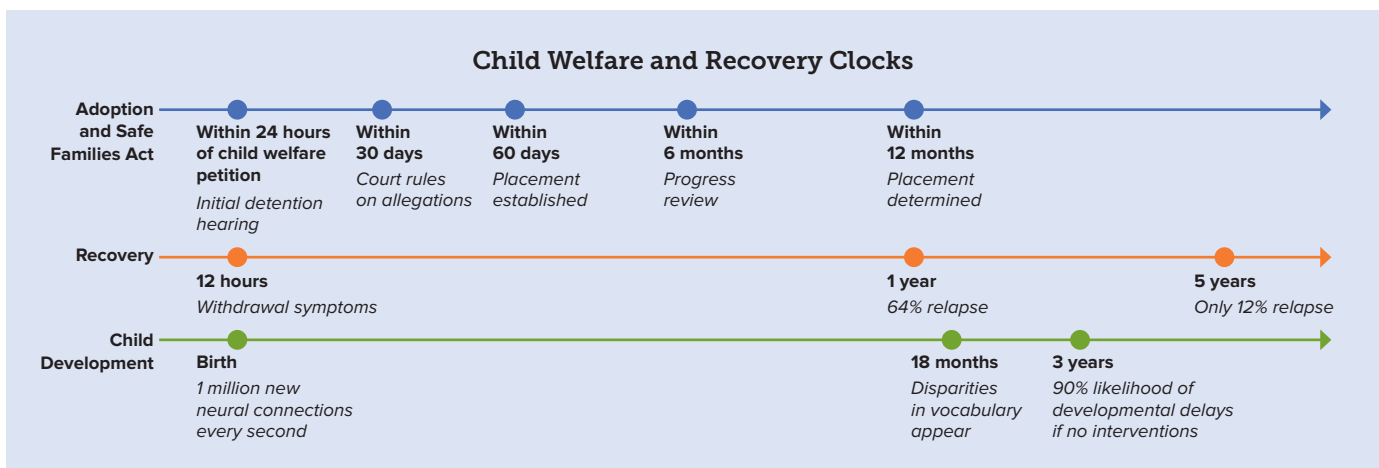 Child Welfare and Recovery Clocks
Adoption
and Safe
Families Act
Within 24 hours
of child welfare
petition
Initial detention
hearing
Within
30 days
Court rules
on allegations
Within
60 days
Placement
established
Within
6 months
Progress
review
Within
12 months
Placement
determined
Recovery
12 hours
Withdrawal symptoms
1 year
64% relapse
5 years
Only 12% relapse
Child
Development
Birth
1 million new
neural connections
every second
18 months
Disparities
in vocabulary
appear
3 years
90% likelihood of
developmental delays
if no interventions